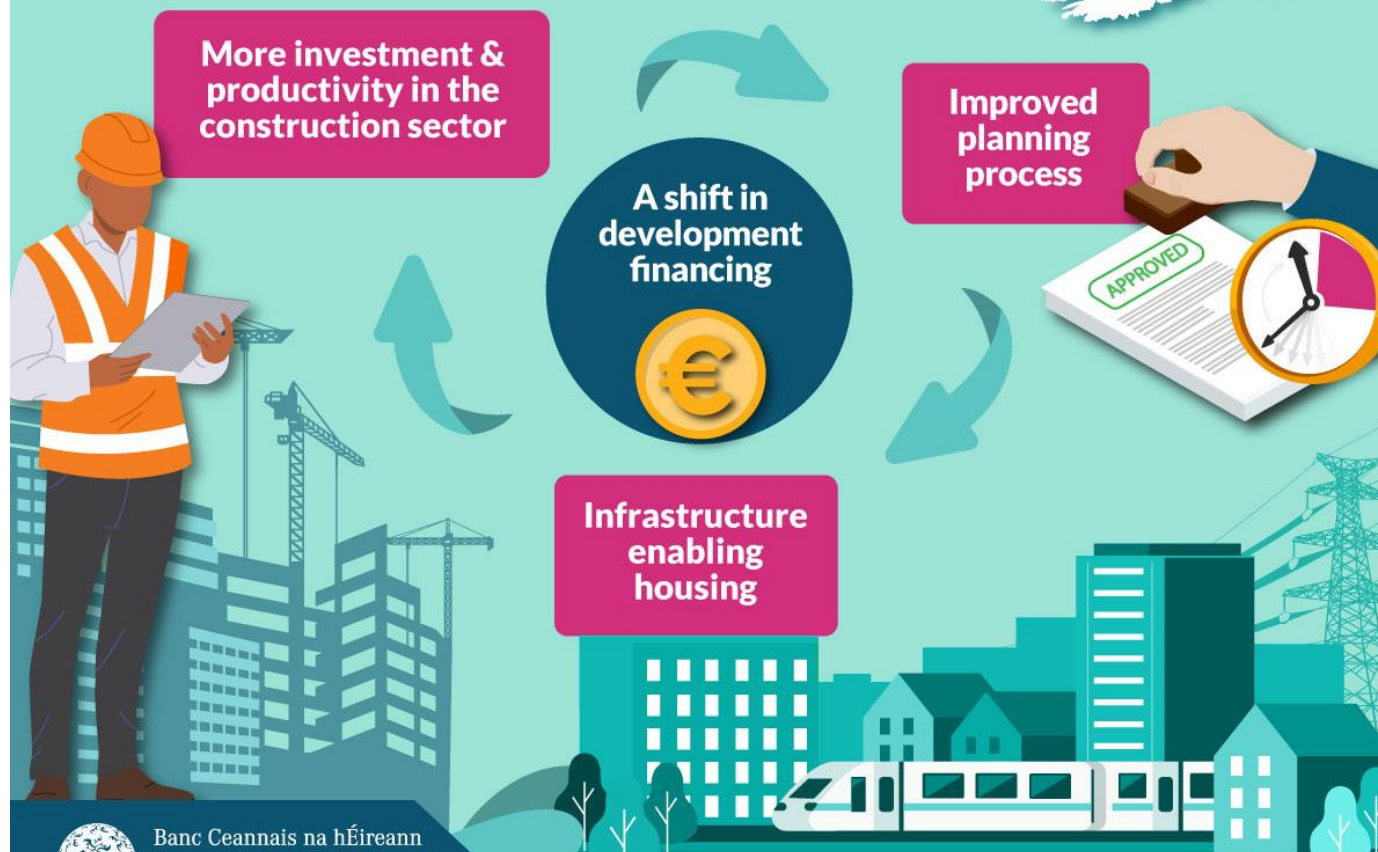 More investment &
productivity in the
construction sector
Improved
planning
process
A shift in
development
financing
€
APPROVED
Infrastructure
enabling
housing
Banc Ceannais na hÉireann